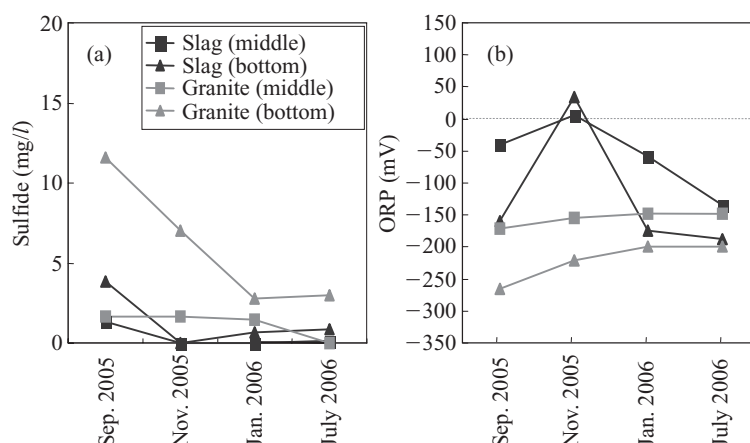 (a)
Slag (middle)
Slag (bottom)
Granite (middle)
Granite (bottom)
Sulfide (mg/l)
20
15
10
5
0
Sep. 2005
Nov. 2005
Jan. 2006
July 2006
(b)
ORP (mV)
150
100
50
0
−50
−100
−150
−200
−250
−300
−350
Sep. 2005
Nov. 2005
Jan. 2006
July 2006